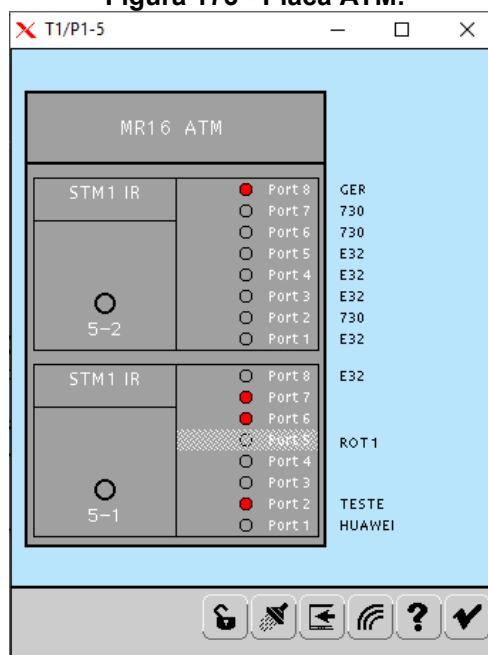 Figura 176 - Placa ATM.
T1/P1-5
MR16 ATM
STM1 IR
Port 8 GER
Port 7 730
Port 6 730
Port 5 E32
Port 4 E32
Port 3 E32
Port 2 730
Port 1 E32
5-2
STM1 IR
Port 8 E32
Port 7
Port 6
Port 5 ROT1
Port 4
Port 3
Port 2 TESTE
Port 1 HUAWEI
5-1
?